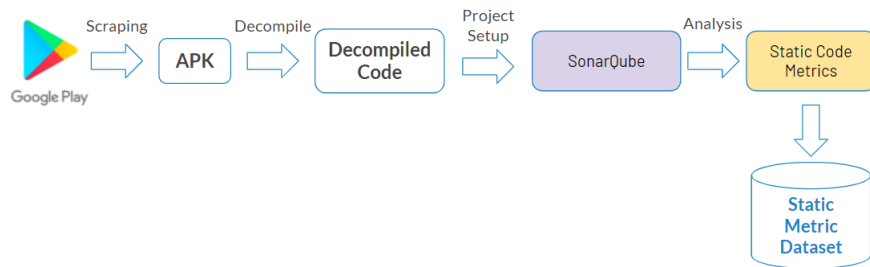 Scraping
Decompile
Project
Setup
Analysis
Google Play
APK
Decompiled
Code
SonarQube
Static Code
Metrics
Static
Metric
Dataset